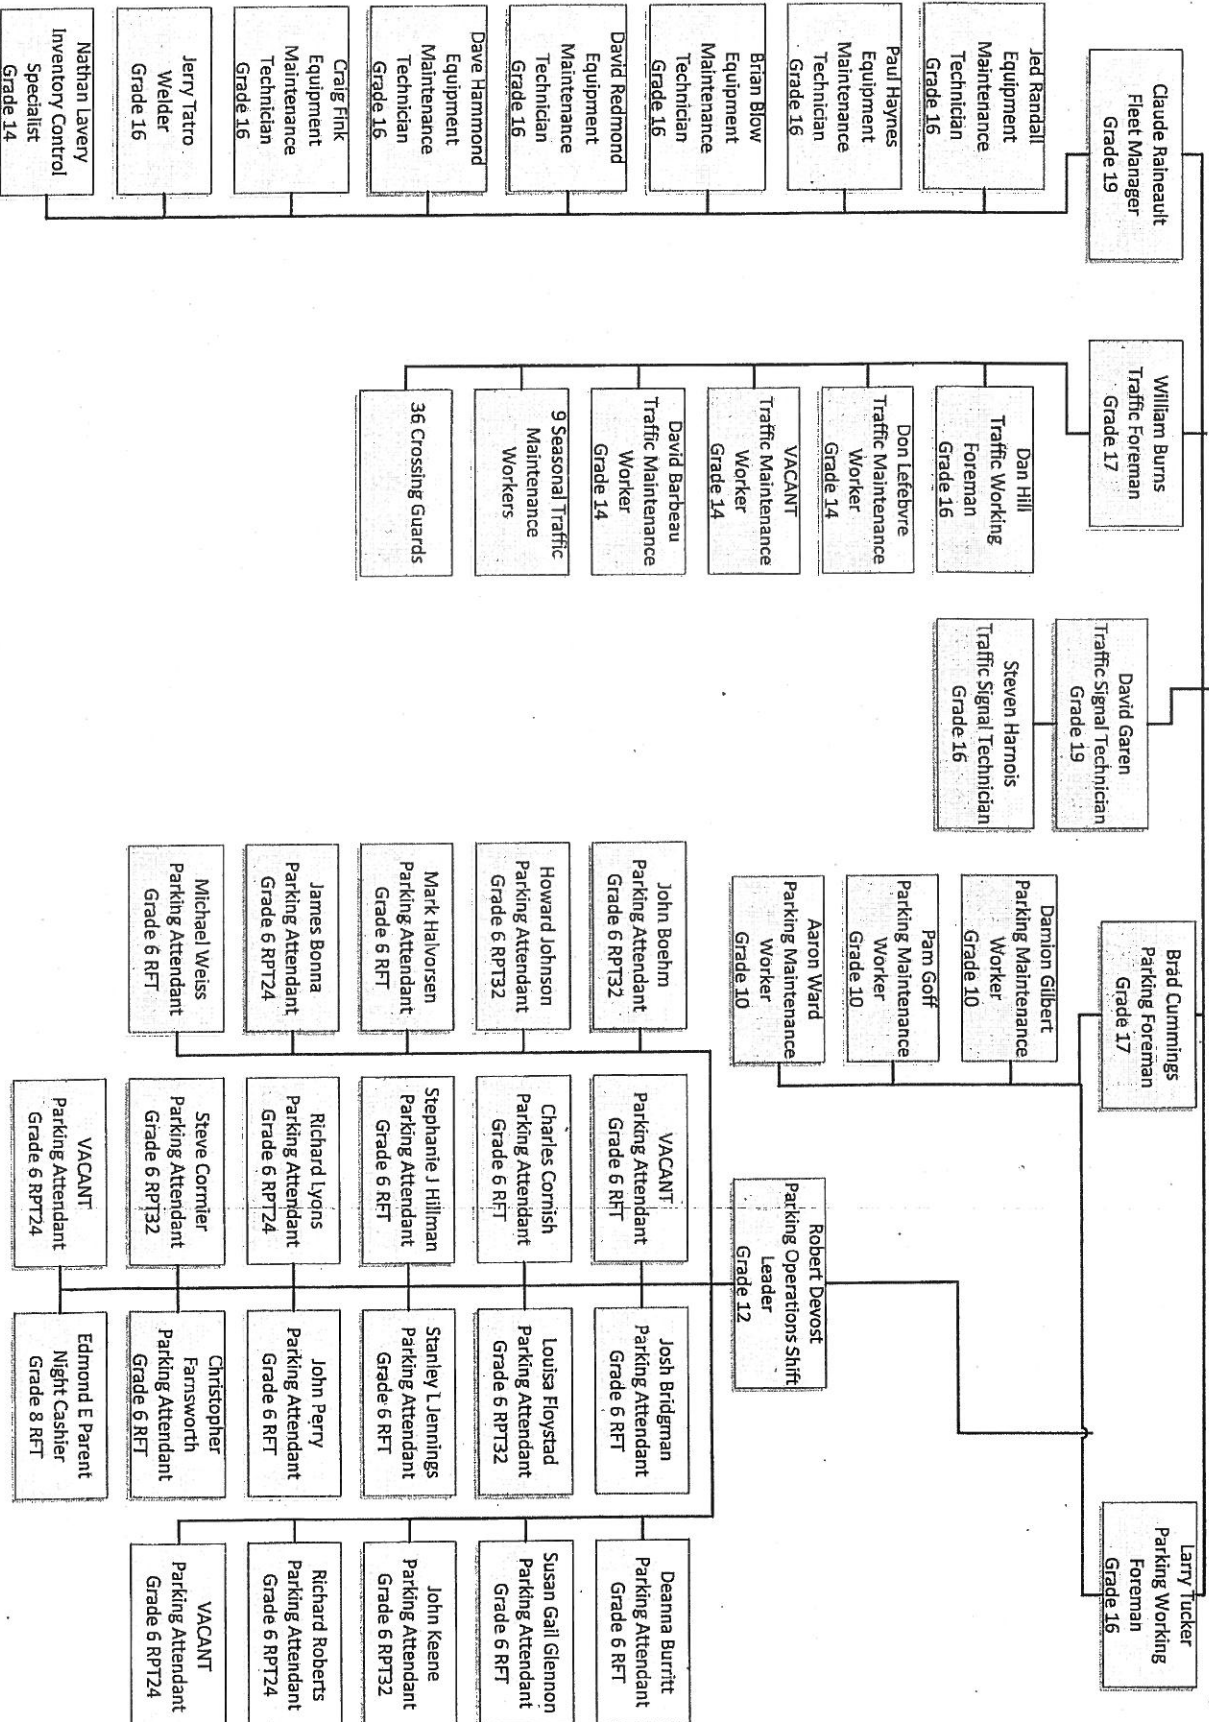 Claude Raineault
Fleet Manager
Grade 19
Jed Randall
Equipment
Maintenance
Technician
Grade 16
Paul Haynes
Equipment
Maintenance
Technician
Grade 16
Brian Blow
Equipment
Maintenance
Technician
Grade 16
David Redmond
Equipment
Maintenance
Technician
Grade 16
Dave Hammond
Equipment
Maintenance
Technician
Grade 16
Craig Fink
Equipment
Maintenance
Technician
Grade 16
Jerry Tatro
Welder
Grade 16
Nathan Lavery
Inventory Control
Specialist
Grade 14
William Burns
Traffic Foreman
Grade 17
Dan Hill
Traffic Working
Foreman
Grade 16
Don Lefebvre
Traffic Maintenance
Worker
Grade 14
VACANT
Traffic Maintenance
Worker
Grade 14
David Barbeau
Traffic Maintenance
Worker
Grade 14
9 Seasonal Traffic
Maintenance
Workers
36 Crossing Guards
David Garen
Traffic Signal Technician
Grade 19
Steven Harnois
Traffic Signal Technician
Grade 16
Brad Cummings
Parking Foreman
Grade 17
Damion Gilbert
Parking Maintenance
Worker
Grade 10
Pam Goff
Parking Maintenance
Worker
Grade 10
Aaron Ward
Parking Maintenance
Worker
Grade 10
Larry Tucker
Parking Working
Foreman
Grade 16
Robert Devost
Parking Operations Shift
Leader
Grade 12
John Boehm
Parking Attendant
Grade 6 RPT32
Howard Johnson
Parking Attendant
Grade 6 RPT32
Mark Halvorsen
Parking Attendant
Grade 6 RFT
James Bonna
Parking Attendant
Grade 6 RPT24
Michael Weiss
Parking Attendant
Grade 6 RFT
VACANT
Parking Attendant
Grade 6 RFT
Charles Cornish
Parking Attendant
Grade 6 RFT
Stephanie J Hillman
Parking Attendant
Grade 6 RFT
Richard Lyons
Parking Attendant
Grade 6 RPT24
Steve Cormier
Parking Attendant
Grade 6 RPT32
VACANT
Parking Attendant
Grade 6 RPT24
Josh Bridgman
Parking Attendant
Grade 6 RFT
Louisa Floystad
Parking Attendant
Grade 6 RPT32
Stanley L Jennings
Parking Attendant
Grade 6 RFT
John Perry
Parking Attendant
Grade 6 RFT
Christopher
Farnsworth
Parking Attendant
Grade 6 RFT
Edmond E Parent
Night Cashier
Grade 8 RFT
Deanna Burritt
Parking Attendant
Grade 6 RFT
Susan Gail Glennon
Parking Attendant
Grade 6 RFT
John Keene
Parking Attendant
Grade 6 RPT32
Richard Roberts
Parking Attendant
Grade 6 RPT24
VACANT
Parking Attendant
Grade 6 RPT24